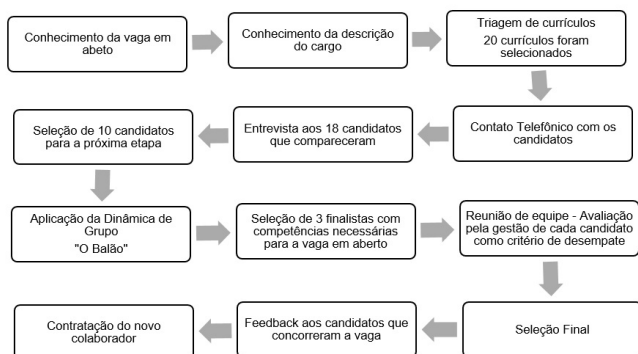 Conhecimento da vaga em
abeto
Conhecimento da descrição
do cargo
Triagem de currículos
20 currículos foram
selecionados
Contato Telefônico com os
candidatos
Entrevista aos 18 candidatos
que compareceram
Seleção de 10 candidatos
para a próxima etapa
Aplicação da Dinâmica de
Grupo
"O Balão"
Seleção de 3 finalistas com
competências necessárias
para a vaga em aberto
Reunião de equipe - Avaliação
pela gestão de cada candidato
como critério de desempate
Seleção Final
Feedback aos candidatos que
concorreram a vaga
Contratação do novo
colaborador